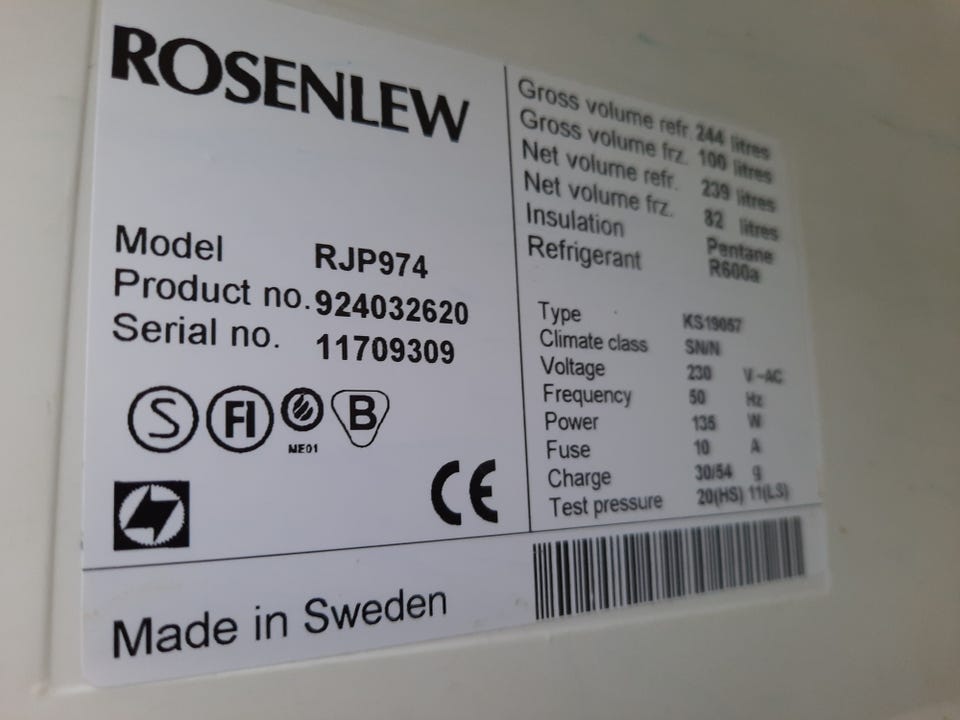 ROSENLEW
Model RJP974
Product no. 924032620
Serial no. 11709309
S FI B
ME01
CE
Made in Sweden
Gross volume refr. 244 litres
Gross volume frz. 100 litres
Net volume refr. 239 litres
Net volume frz. 82 litres
Insulation Pentane
Refrigerant R600a
Type KS19057
Climate class SN/N
Voltage 230 V~AC
Frequency 50 Hz
Power 135 W
Fuse 10 A
Charge 30/54 g
Test pressure 20(HS) 11(LS)